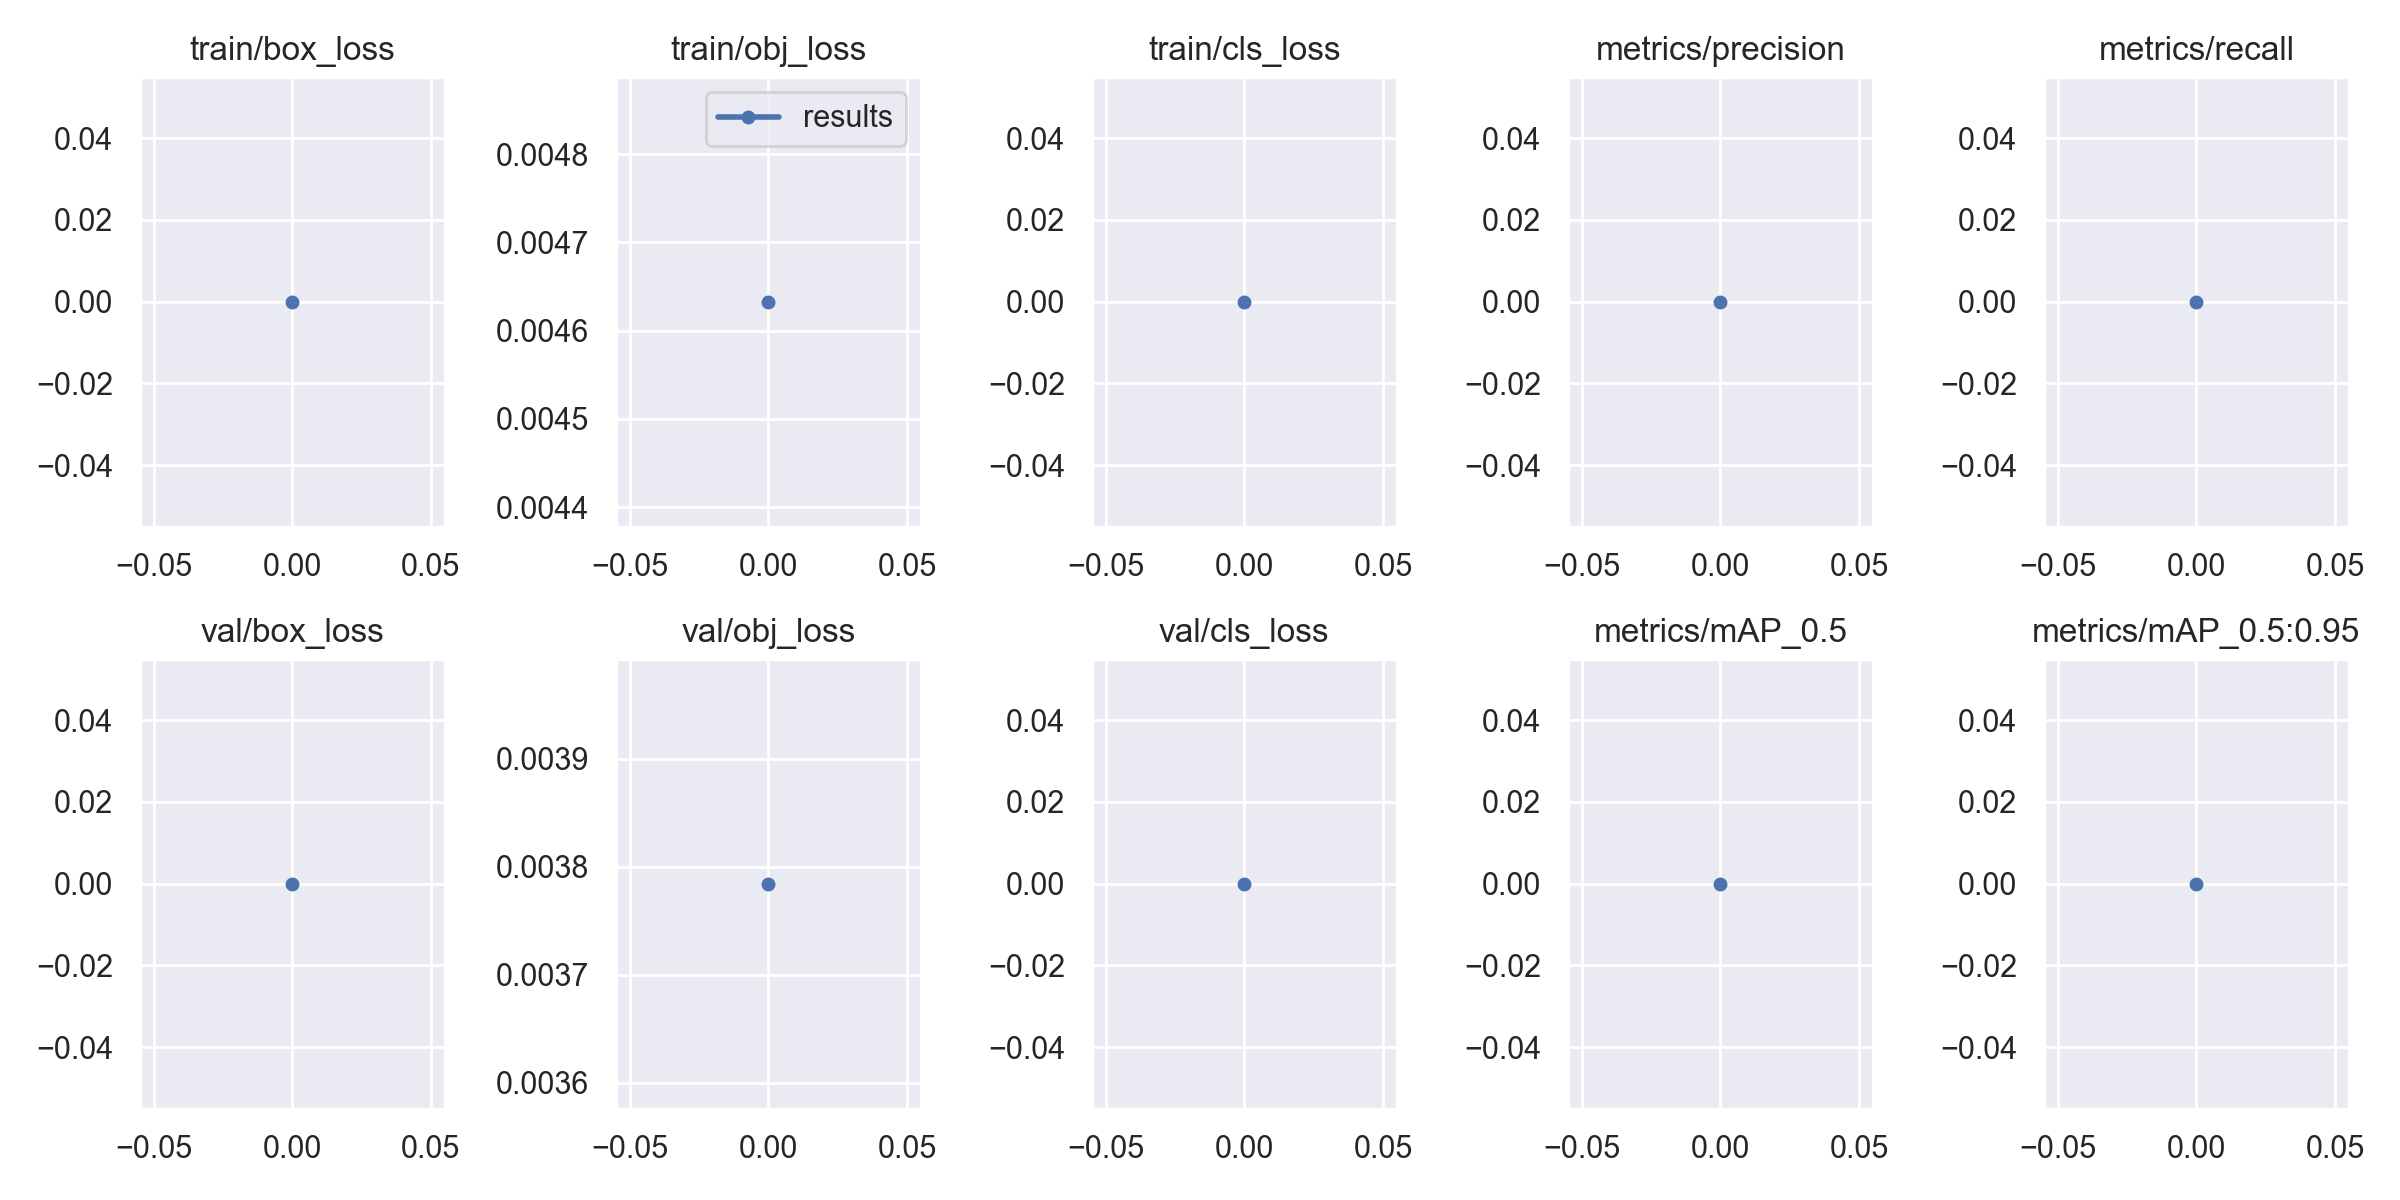 train/box_loss
train/obj_loss
train/cls_loss
metrics/precision
metrics/recall
0.04
0.02
0.00
−0.02
−0.04
−0.05 0.00 0.05
results
0.0048
0.0047
0.0046
0.0045
0.0044
−0.05 0.00 0.05
0.04
0.02
0.00
−0.02
−0.04
−0.05 0.00 0.05
0.04
0.02
0.00
−0.02
−0.04
−0.05 0.00 0.05
0.04
0.02
0.00
−0.02
−0.04
−0.05 0.00 0.05
val/box_loss
val/obj_loss
val/cls_loss
metrics/mAP_0.5
metrics/mAP_0.5:0.95
0.04
0.02
0.00
−0.02
−0.04
−0.05 0.00 0.05
0.0039
0.0038
0.0037
0.0036
−0.05 0.00 0.05
0.04
0.02
0.00
−0.02
−0.04
−0.05 0.00 0.05
0.04
0.02
0.00
−0.02
−0.04
−0.05 0.00 0.05
0.04
0.02
0.00
−0.02
−0.04
−0.05 0.00 0.05